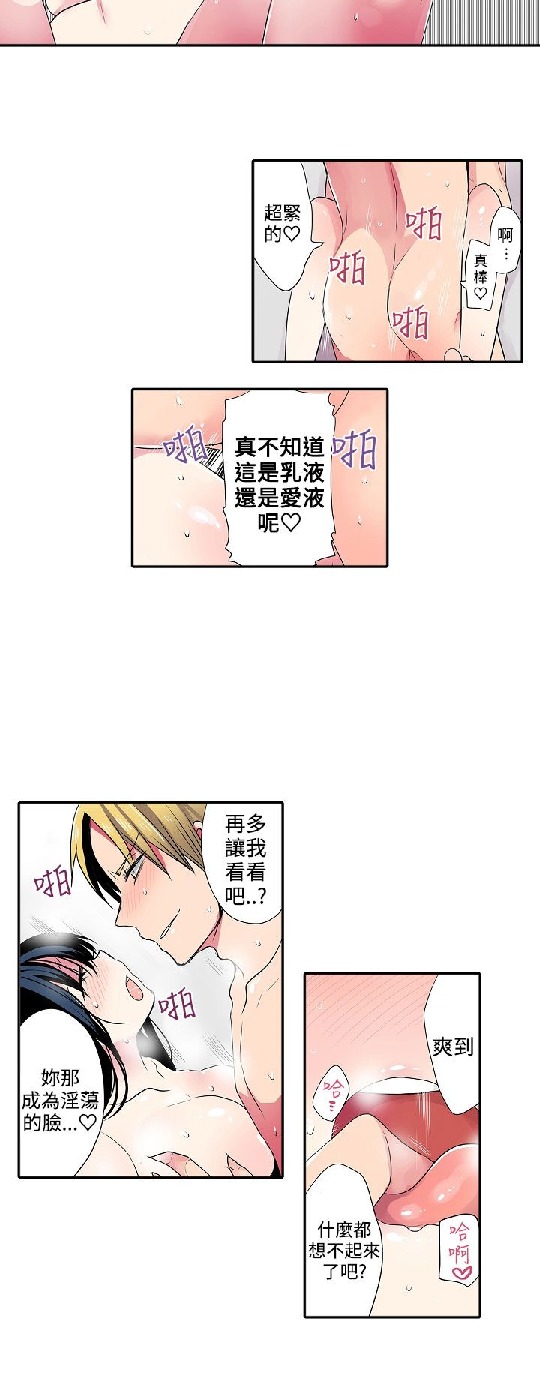 啊…
真棒♡
超緊
的♡
啪
啪
啪
啪
真不知道
這是乳液
還是愛液
呢♡
啪
再多
讓我
看看
吧..?
啪
啪
妳那
成為淫蕩
的臉...♡
爽到
哈…
什麼都
想不起來
了吧?
哈
啊
♡